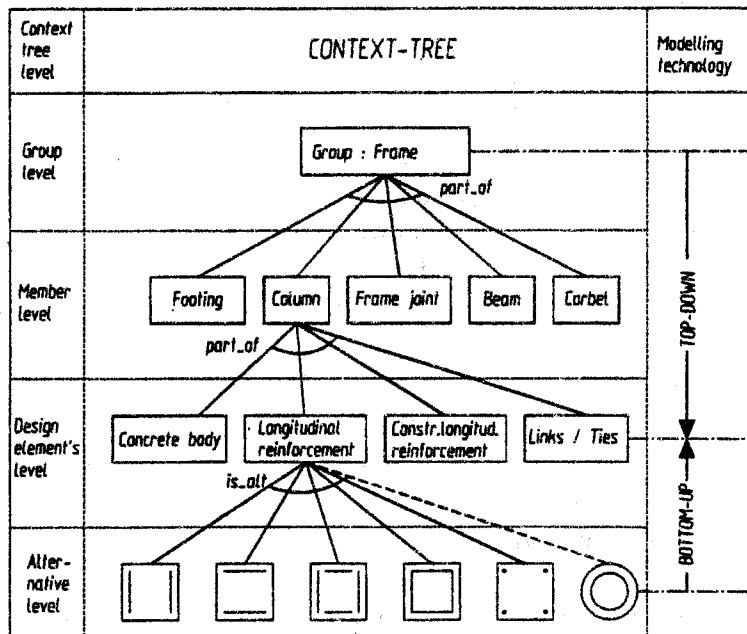 Context
tree
level
CONTEXT-TREE
Modelling
technology
Group
level
Group : Frame
part_of
Member
level
Footing
Column
Frame joint
Beam
Corbel
part_of
TOP-DOWN
Design
element's
level
Concrete body
Longitudinal
reinforcement
Constr.longitud.
reinforcement
Links / Ties
is_alt
BOTTOM-UP
Alter-
native
level